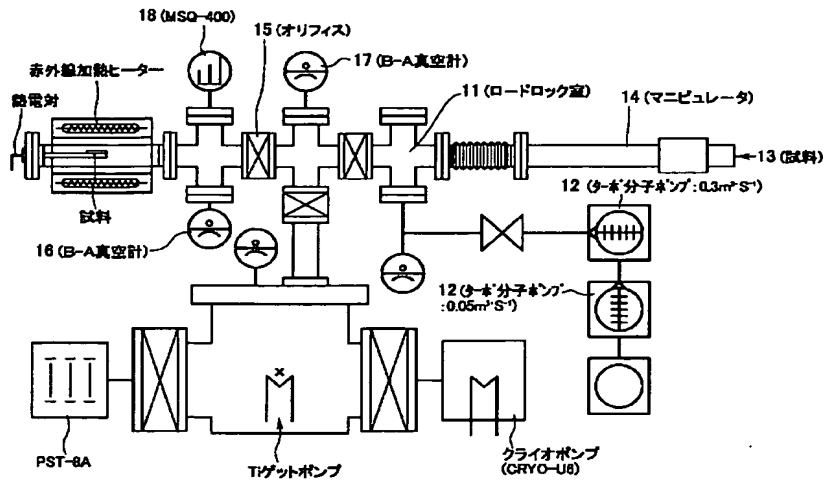 18 (MSQ-400)
15 (オリフィス)
17 (B-A真空計)
赤外線加熱ヒーター
11 (ロードロック室)
熱電対
14 (マニピュレータ)
13 (試料)
試料
12 (ターボ分子ポンプ:0.3m³S⁻¹)
16 (B-A真空計)
12 (ターボ分子ポンプ
:0.05m³S⁻¹)
PST-8A
Tiゲットポンプ
クライオポンプ
(CRYO-U6)